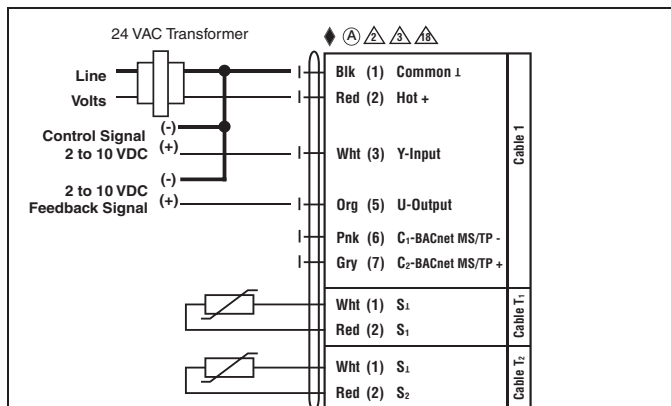 24 VAC Transformer
A 2 3 18
Line
Volts
Blk (1) Common ⊥
Red (2) Hot +
Control Signal (-)
2 to 10 VDC (+)
Wht (3) Y-Input
2 to 10 VDC (-)
Feedback Signal (+)
Org (5) U-Output
Pnk (6) C₁-BACnet MS/TP -
Gry (7) C₂-BACnet MS/TP +
Cable 1
Wht (1) S⊥
Red (2) S₁
Cable T₁
Wht (1) S⊥
Red (2) S₂
Cable T₂